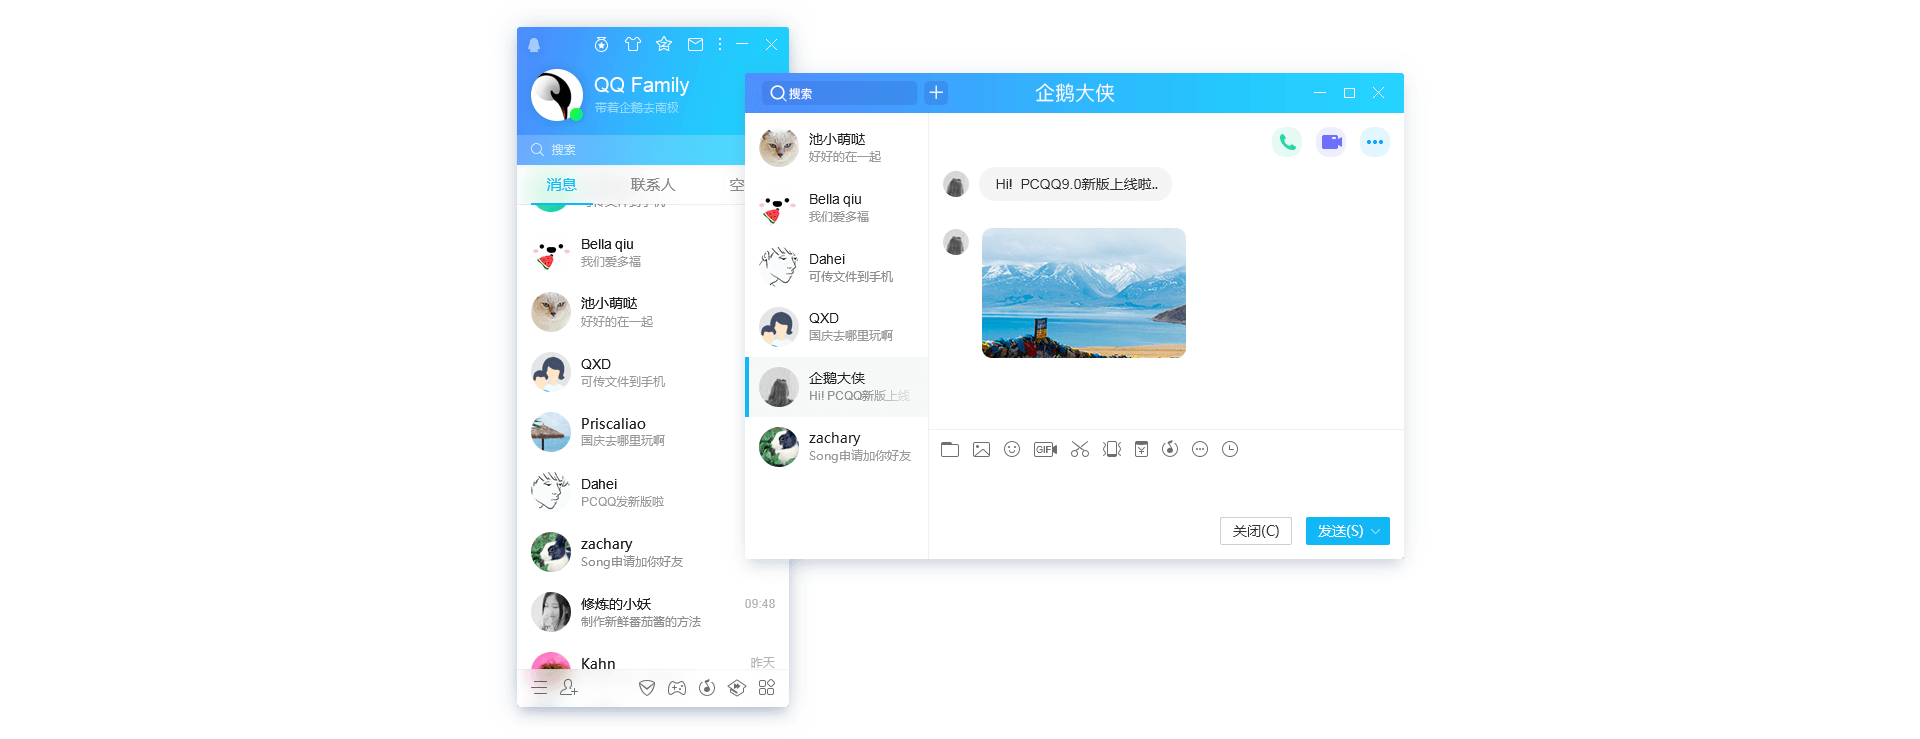 QQ Family
带着企鹅去南极
搜索
消息 联系人 空
可传文件到手机
Bella qiu
我们爱多福
池小萌哒
好好的在一起
QXD
可传文件到手机
Priscaliao
国庆去哪里玩啊
Dahei
PCQQ发新版啦
zachary
Song申请加你好友
修炼的小妖 09:48
制作新鲜番茄酱的方法
Kahn 昨天
搜索
企鹅大侠
池小萌哒
好好的在一起
Bella qiu
我们爱多福
Dahei
可传文件到手机
QXD
国庆去哪里玩啊
企鹅大侠
Hi! PCQQ新版上线
zachary
Song申请加你好友
Hi! PCQQ9.0新版上线啦..
GIF
关闭(C) 发送(S)